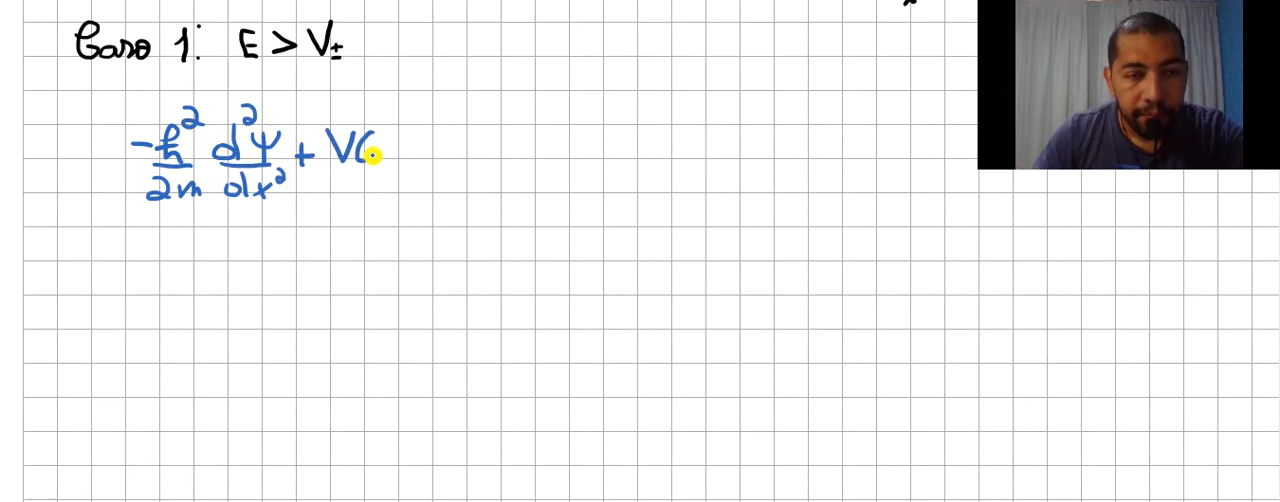 Caso 1: E > V±
-ħ²/2m d²ψ/dx² + V(